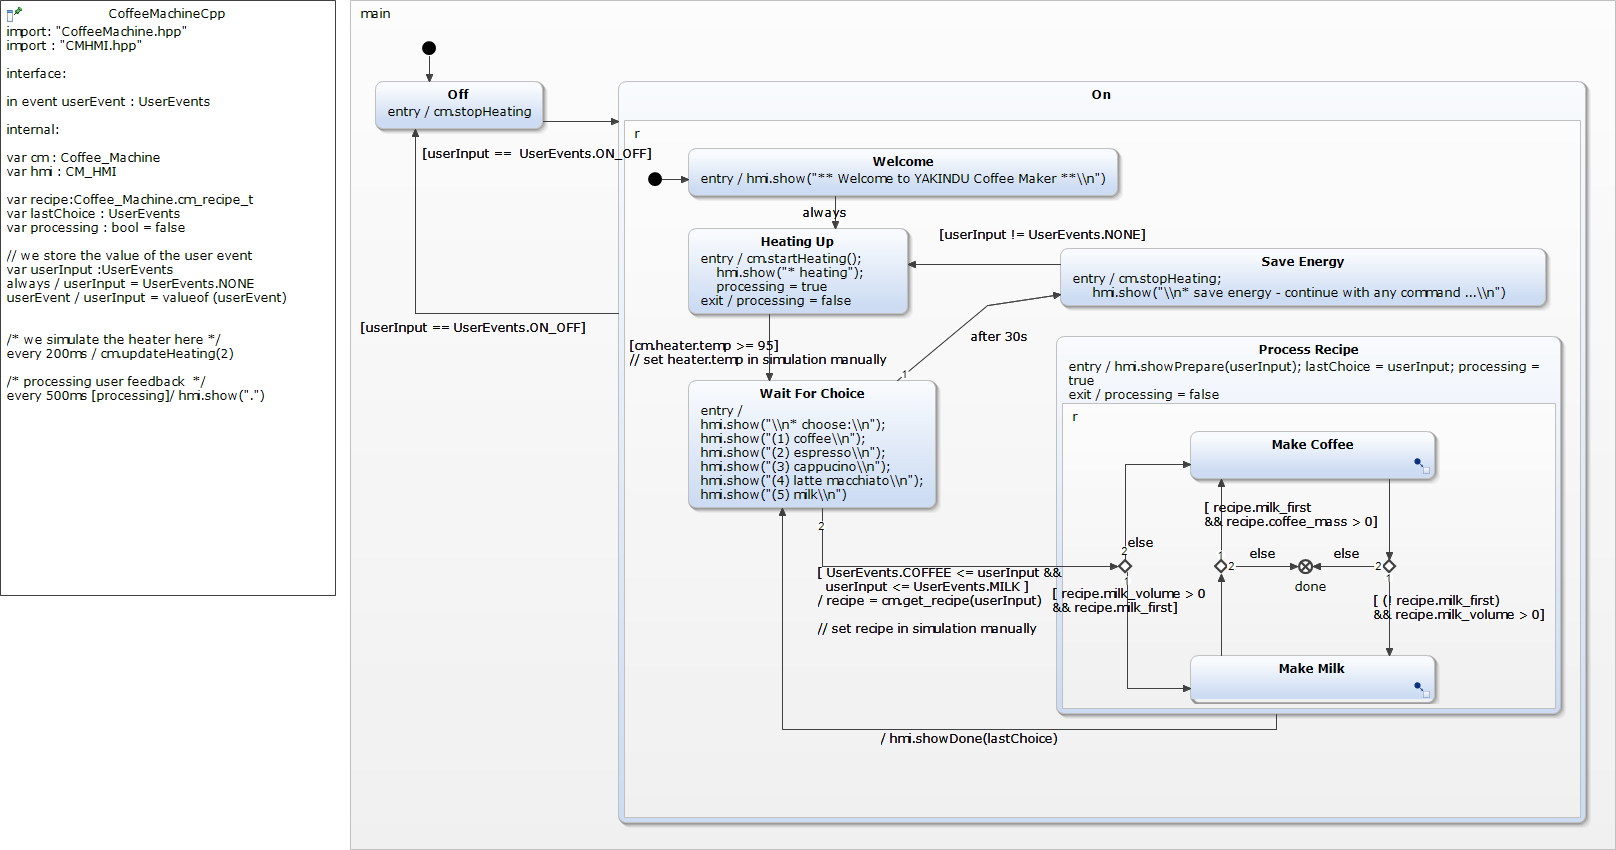 CoffeeMachineCpp
import: "CoffeeMachine.hpp"
import : "CMHMI.hpp"
interface:
in event userEvent : UserEvents
internal:
var cm : Coffee_Machine
var hmi : CM_HMI
var recipe:Coffee_Machine.cm_recipe_t
var lastChoice : UserEvents
var processing : bool = false
// we store the value of the user event
var userInput :UserEvents
always / userInput = UserEvents.NONE
userEvent / userInput = valueof (userEvent)
/* we simulate the heater here */
every 200ms / cm.updateHeating(2)
/* processing user feedback  */
every 500ms [processing]/ hmi.show(".")
main
Off
entry / cm.stopHeating
[userInput ==  UserEvents.ON_OFF]
[userInput == UserEvents.ON_OFF]
On
r
Welcome
entry / hmi.show("** Welcome to YAKINDU Coffee Maker **\\n")
always
Heating Up
entry / cm.startHeating();
hmi.show("* heating");
processing = true
exit / processing = false
[userInput != UserEvents.NONE]
Save Energy
entry / cm.stopHeating;
hmi.show("\\n* save energy - continue with any command ...\\n")
after 30s
1
[cm.heater.temp >= 95]
// set heater.temp in simulation manually
Wait For Choice
entry /
hmi.show("\\n* choose:\\n");
hmi.show("(1) coffee\\n");
hmi.show("(2) espresso\\n");
hmi.show("(3) cappucino\\n");
hmi.show("(4) latte macchiato\\n");
hmi.show("(5) milk\\n")
2
[ UserEvents.COFFEE <= userInput &&
userInput <= UserEvents.MILK ]
/ recipe = cm.get_recipe(userInput)
// set recipe in simulation manually
Process Recipe
entry / hmi.showPrepare(userInput); lastChoice = userInput; processing =
true
exit / processing = false
r
Make Coffee
[ recipe.milk_first
&& recipe.coffee_mass > 0]
else
2
1
[ recipe.milk_volume > 0
&& recipe.milk_first]
1
2
else
done
else
2
1
[ (! recipe.milk_first)
&& recipe.milk_volume > 0]
Make Milk
/ hmi.showDone(lastChoice)